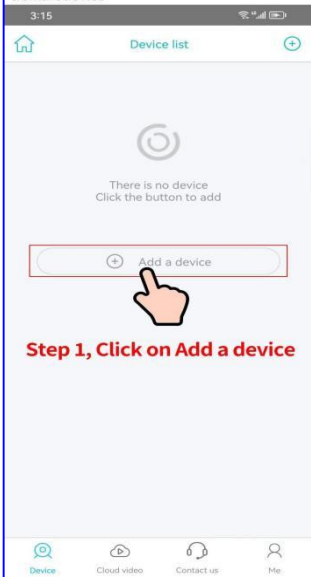 3:15
Device list
There is no device
Click the button to add
Add a device
Step 1, Click on Add a device
Device
Cloud video
Contact us
Me